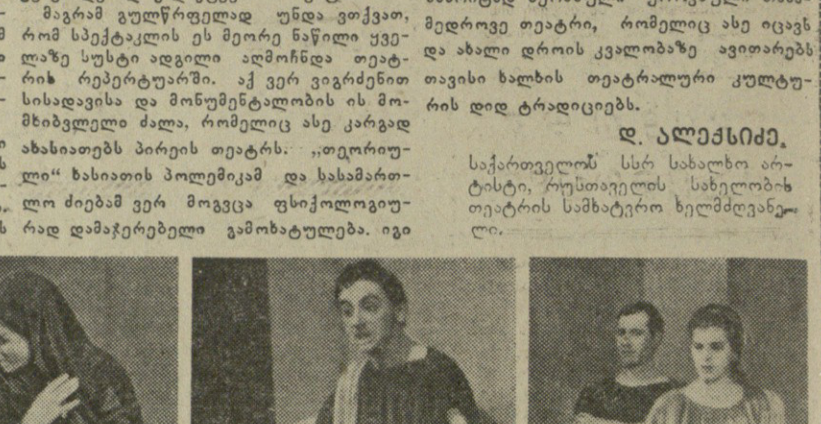 მაგრამ გულწრფელად უნდა ვთქვათ,
რომ სპექტაკლის ეს მეორე ნაწილი ყვე-
ლაზე სუსტი ადგილი აღმოჩნდა თეატ-
რის რეპერტუარში. აქ ვერ ვიგრძენით
სისადავისა და მონუმენტალობის ის მო-
მხიბვლელი ძალა, რომელიც ასე კარგად
ახასიათებს პირეის თეატრს. „თეორიუ-
ლი“ ხასიათის პოლემიკამ და სასამართ-
ლო ძიებამ ვერ მოგვცა ფსიქოლოგიუ-
რად დამაჯერებელი გამოხატულება. იგი
მედროვე თეატრი, რომელიც ასე იცავს
და ახალი დროის კვალობაზე ავითარებს
თავისი ხალხის თეატრალური კულტუ-
რის დიდ ტრადიციებს.
დ. ალექსიძე.
საქართველოს სსრ სახალხო არ-
ტისტი, რუსთაველის სახელობის
თეატრის სამხატვრო ხელმძღვანე-
ლი.